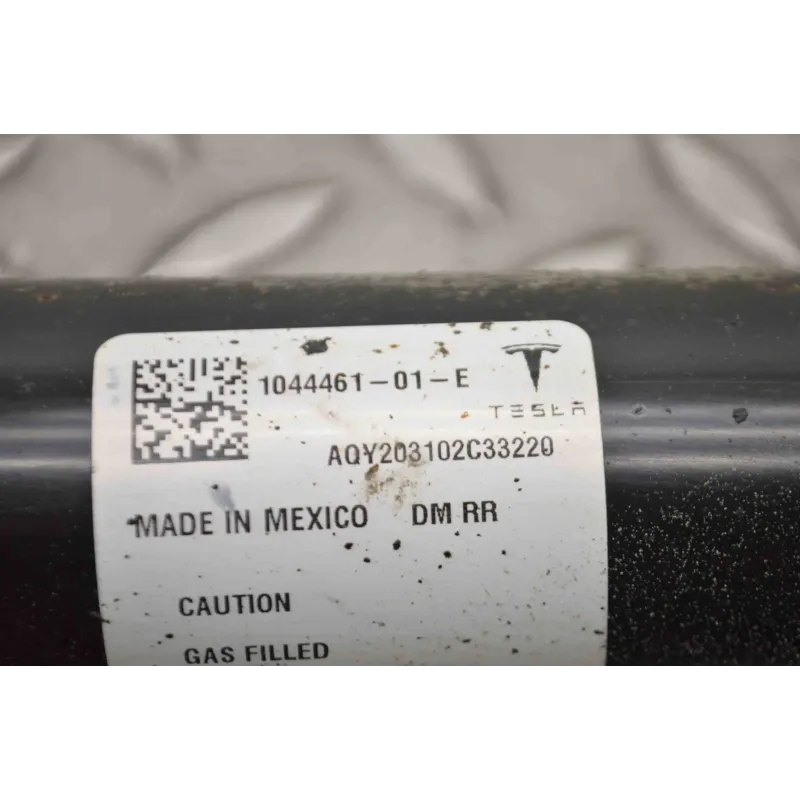 1044461-01-E
TESLA
AQY203102C33220
MADE IN MEXICO DM RR
CAUTION
GAS FILLED